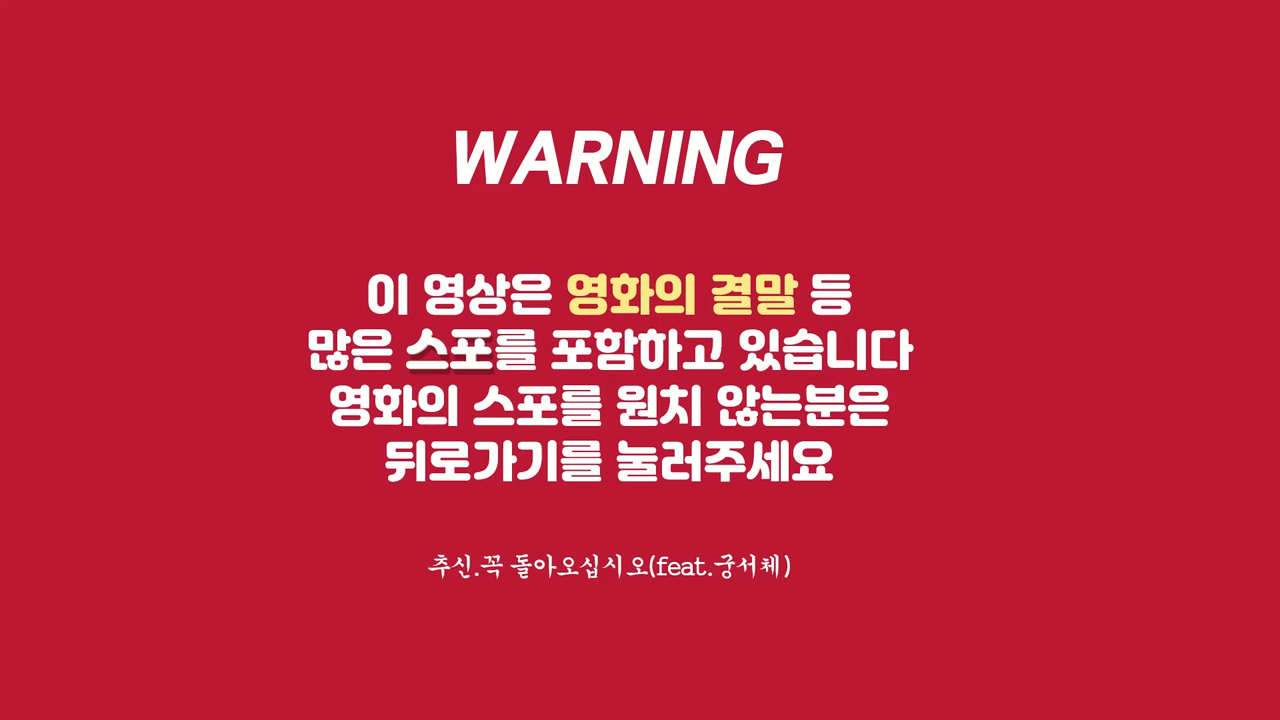 WARNING
이 영상은 영화의 결말 등
많은 스포를 포함하고 있습니다
영화의 스포를 원치 않는분은
뒤로가기를 눌러주세요
추신.꼭 돌아오십시오(feat.궁서체)